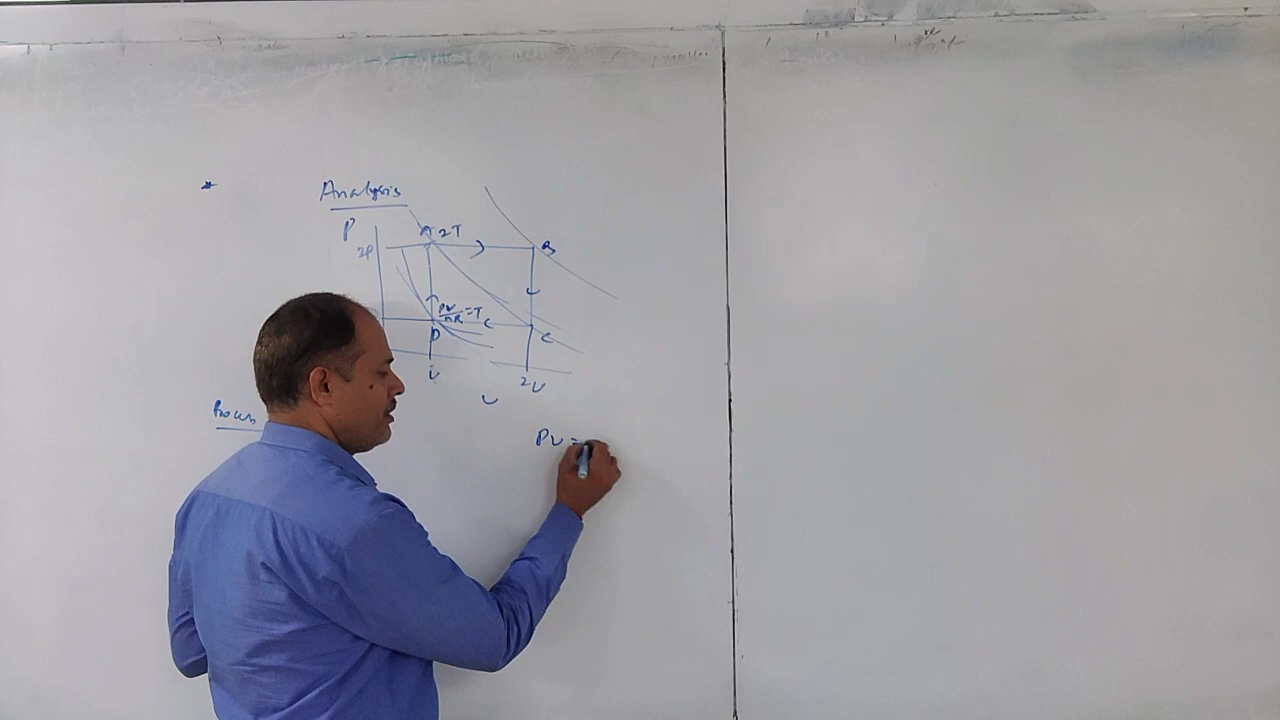 *
Analysis
P
2P
A 2T
B
PV/nR = T
D
C
V
2V
V
Process
PV =